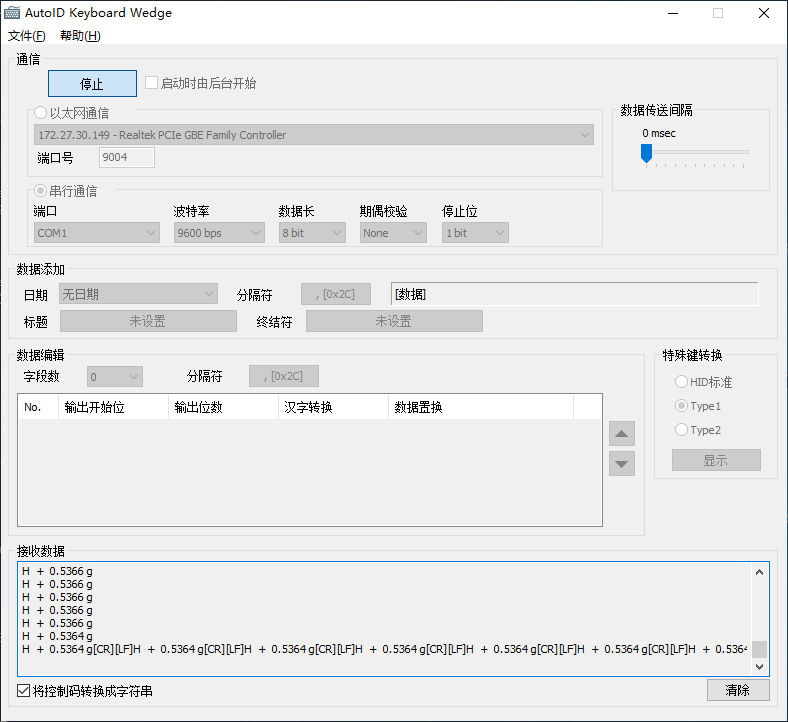 AutoID Keyboard Wedge
文件(F) 帮助(H)
通信
停止 启动时由后台开始
以太网通信
172.27.30.149 - Realtek PCIe GBE Family Controller
端口号 9004
数据传送间隔
0 msec
串行通信
端口 波特率 数据长 期偶校验 停止位
COM1 9600 bps 8 bit None 1 bit
数据添加
日期 无日期 分隔符 , [0x2C] [数据]
标题 未设置 终结符 未设置
数据编辑
字段数 0 分隔符 , [0x2C]
No. 输出开始位 输出位数 汉字转换 数据置换
特殊键转换
HID标准
Type1
Type2
显示
接收数据
H + 0.5366 g
H + 0.5366 g
H + 0.5366 g
H + 0.5366 g
H + 0.5366 g
H + 0.5364 g
H + 0.5364 g[CR][LF]H + 0.5364 g[CR][LF]H + 0.5364 g[CR][LF]H + 0.5364 g[CR][LF]H + 0.5364 g[CR][LF]H + 0.5364
将控制码转换成字符串 清除